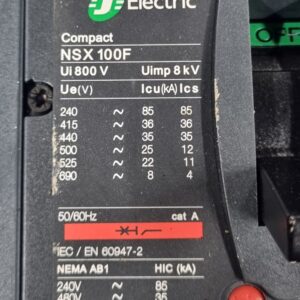 Electric
Compact
NSX 100F
Ui 800 V Uimp 8 kV
Ue(V) Icu(kA) Ics
240 ~ 85 85
415 ~ 36 36
440 ~ 35 35
500 ~ 25 12
525 ~ 22 11
690 ~ 8 4
50/60Hz cat A
IEC / EN 60947-2
NEMA AB1 HIC (kA)
240V ~ 85
480V ~ 35